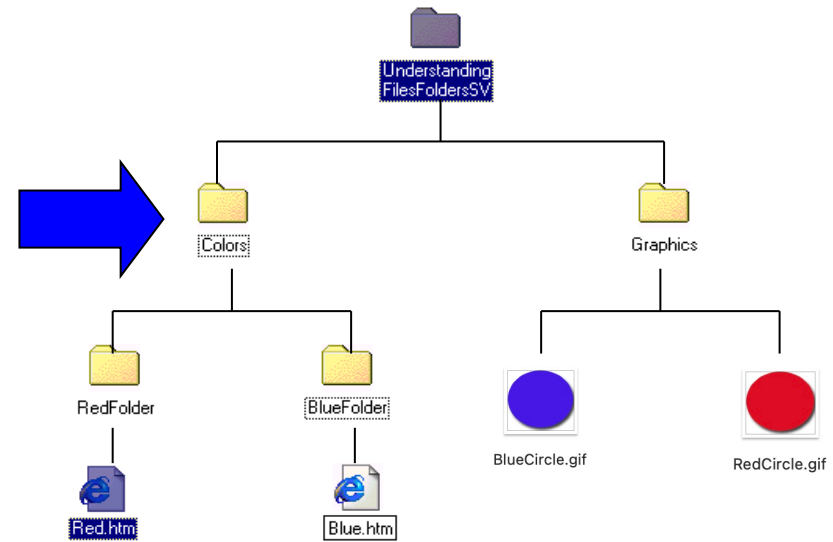 Understanding
FilesFoldersSV
Colors
Graphics
RedFolder
BlueFolder
BlueCircle.gif
RedCircle.gif
Red.htm
Blue.htm